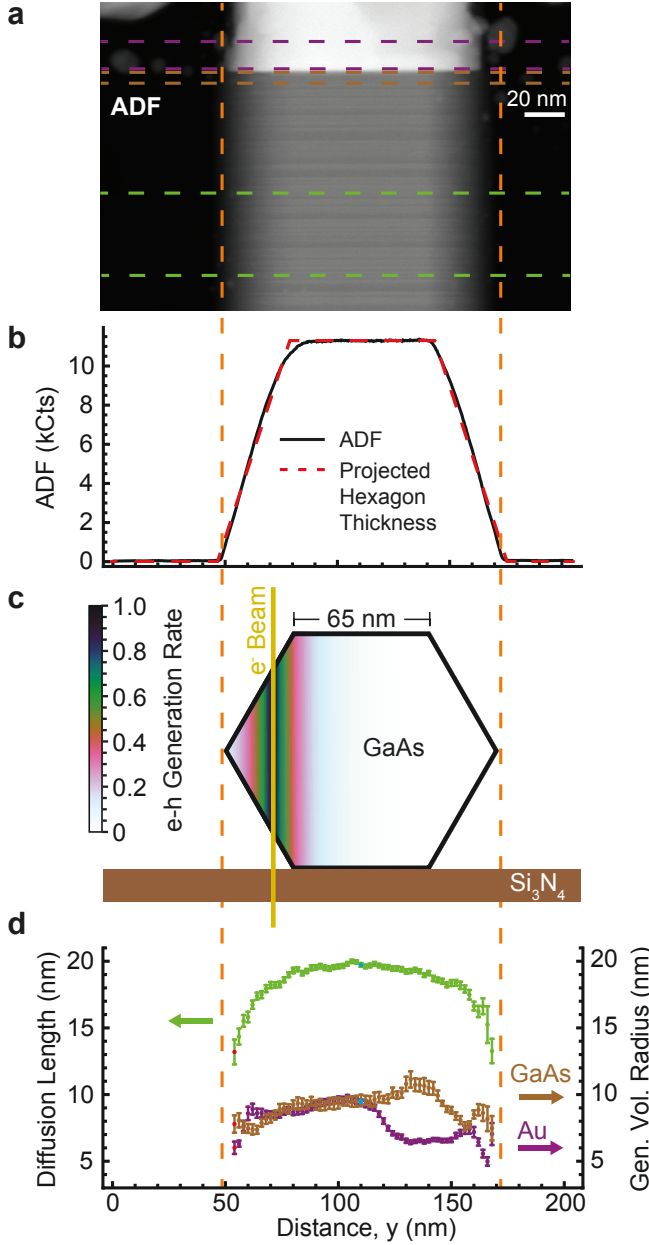 a
ADF
20 nm
b
ADF (kCts)
10
8
6
4
2
0
ADF
Projected
Hexagon
Thickness
c
e-h Generation Rate
1.0
0.8
0.6
0.4
0.2
0
e⁻ Beam
65 nm
GaAs
Si₃N₄
d
Diffusion Length (nm)
20
15
10
5
20
15
10
5
Gen. Vol. Radius (nm)
GaAs
Au
0 50 100 150 200
Distance, y (nm)